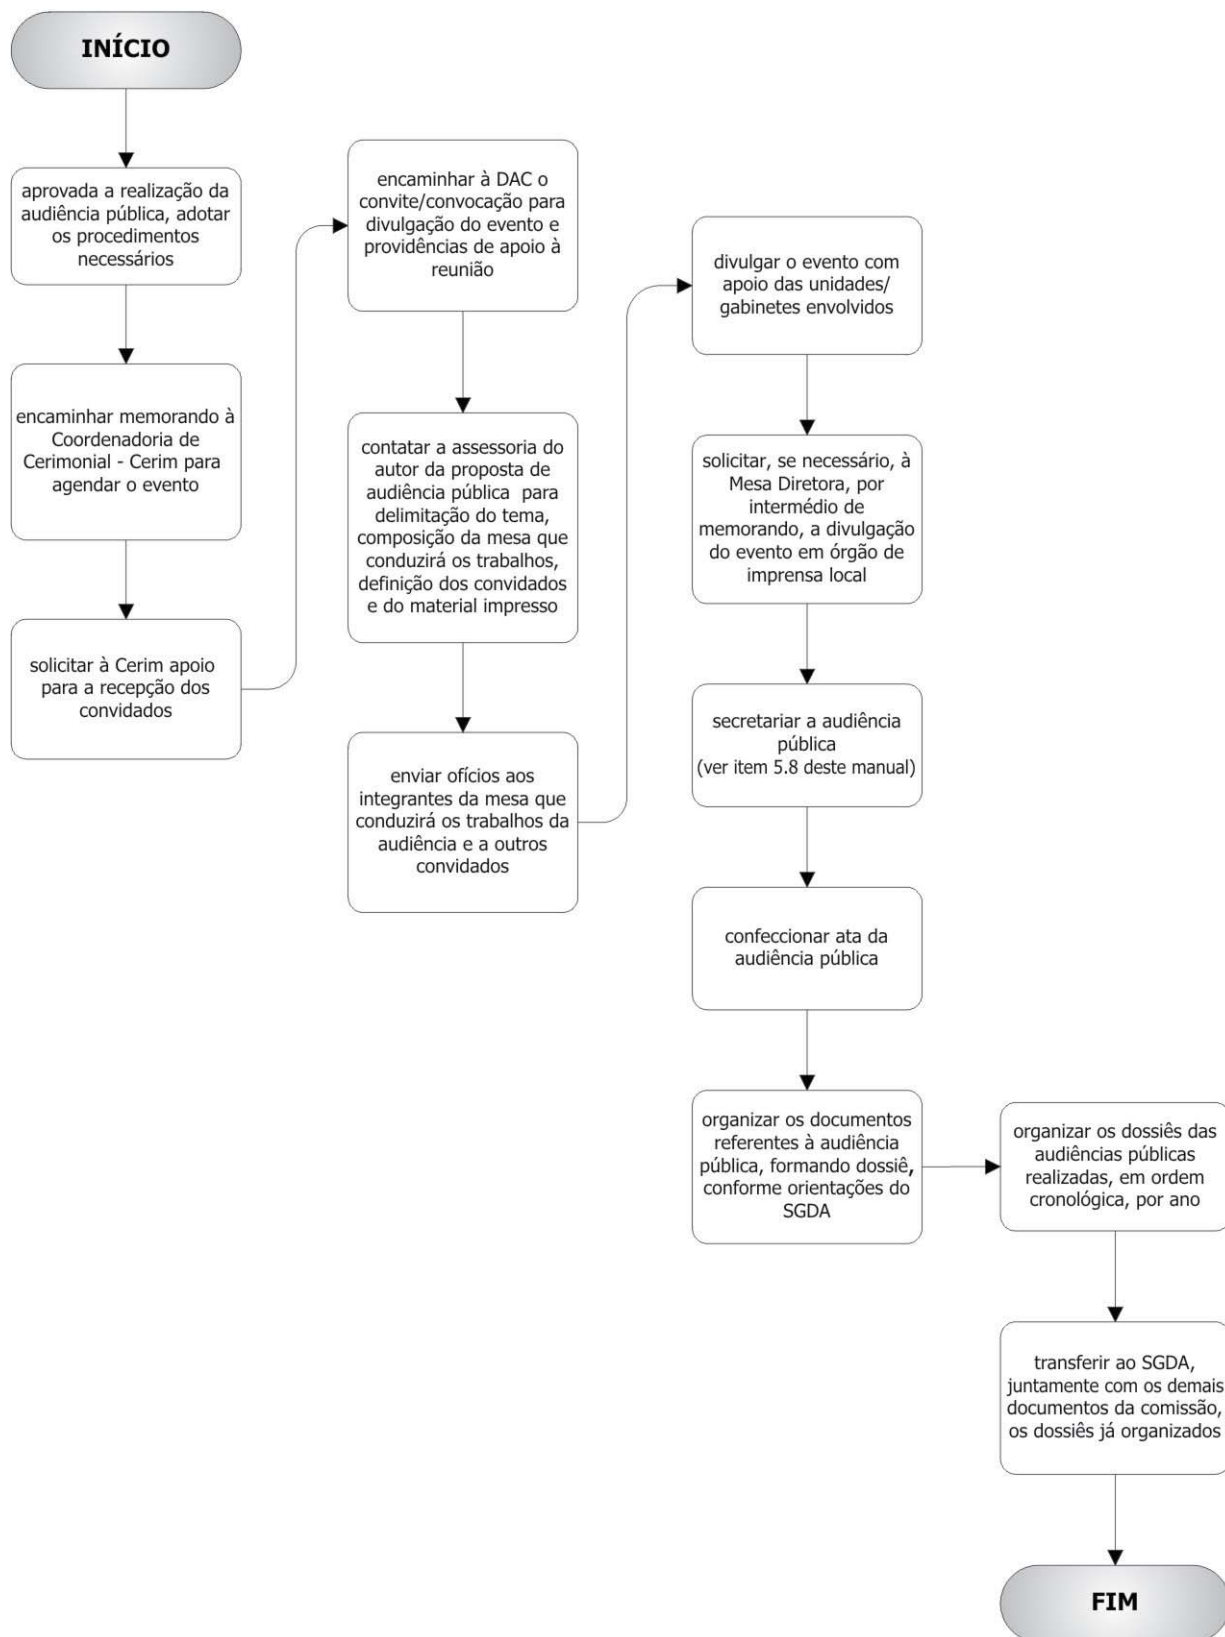 INÍCIO
aprovada a realização da
audiência pública, adotar
os procedimentos
necessários
encaminhar memorando à
Coordenadoria de
Cerimonial - Cerim para
agendar o evento
solicitar à Cerim apoio
para a recepção dos
convidados
encaminhar à DAC o
convite/convocação para
divulgação do evento e
providências de apoio à
reunião
contatar a assessoria do
autor da proposta de
audiência pública para
delimitação do tema,
composição da mesa que
conduzirá os trabalhos,
definição dos convidados
e do material impresso
enviar ofícios aos
integrantes da mesa que
conduzirá os trabalhos da
audiência e a outros
convidados
divulgar o evento com
apoio das unidades/
gabinetes envolvidos
solicitar, se necessário, à
Mesa Diretora, por
intermédio de
memorando, a divulgação
do evento em órgão de
imprensa local
secretariar a audiência
pública
(ver item 5.8 deste manual)
confeccionar ata da
audiência pública
organizar os documentos
referentes à audiência
pública, formando dossiê,
conforme orientações do
SGDA
organizar os dossiês das
audiências públicas
realizadas, em ordem
cronológica, por ano
transferir ao SGDA,
juntamente com os demais
documentos da comissão,
os dossiês já organizados
FIM